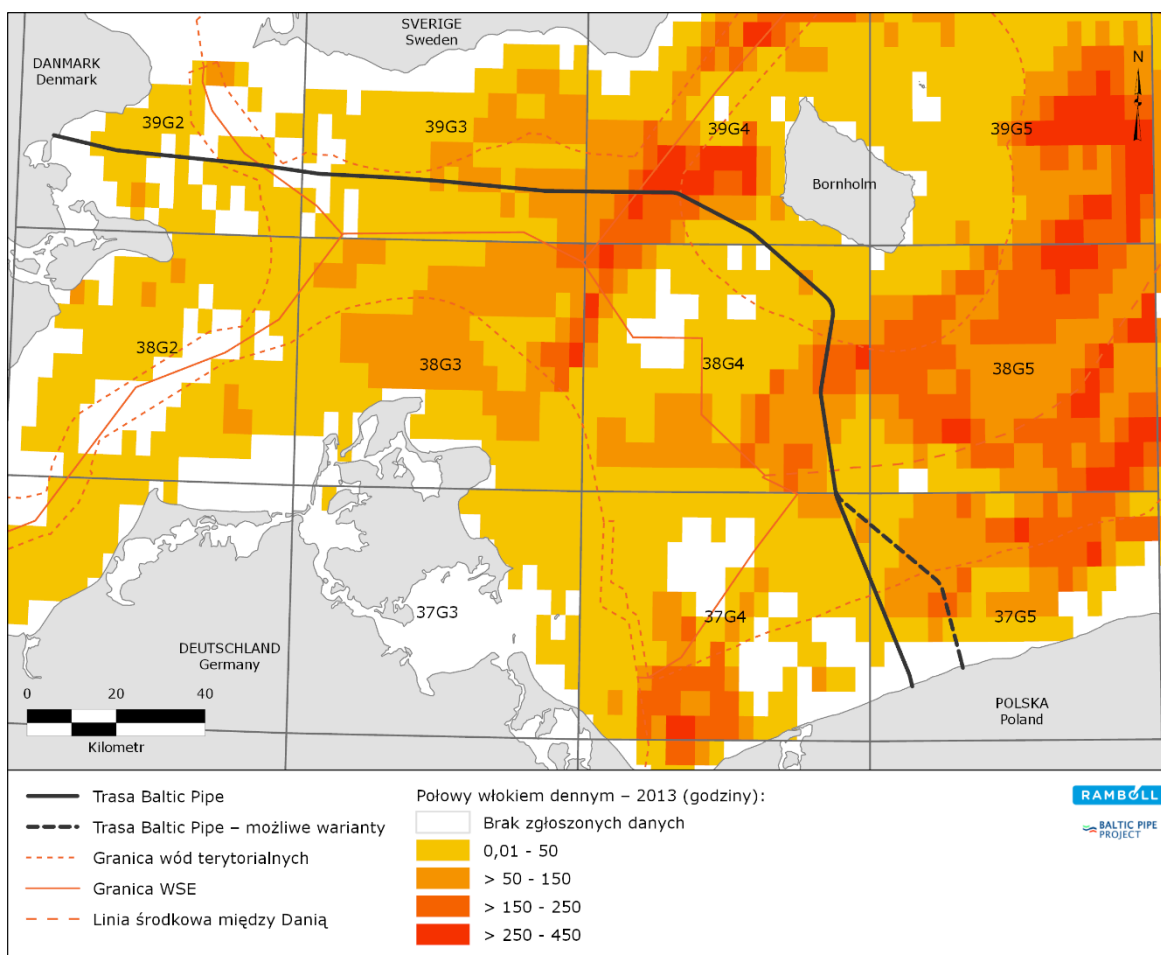 SVERIGE
Sweden
DANMARK
Denmark
N
39G2
39G3
39G4
39G5
Bornholm
38G2
38G3
38G4
38G5
37G3
37G4
37G5
DEUTSCHLAND
Germany
POLSKA
Poland
0 20 40
Kilometr
Trasa Baltic Pipe
Trasa Baltic Pipe – możliwe warianty
Granica wód terytorialnych
Granica WSE
Linia środkowa między Danią
Połowy włokiem dennym – 2013 (godziny):
Brak zgłoszonych danych
0,01 - 50
> 50 - 150
> 150 - 250
> 250 - 450
RAMBOLL
BALTIC PIPE
PROJECT